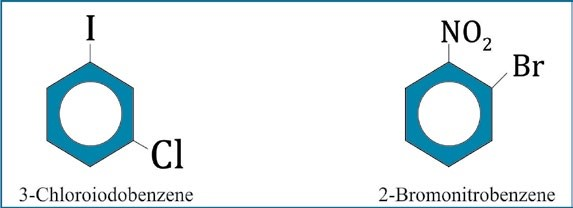 I
Cl
3-Chloroiodobenzene
NO₂
Br
2-Bromonitrobenzene